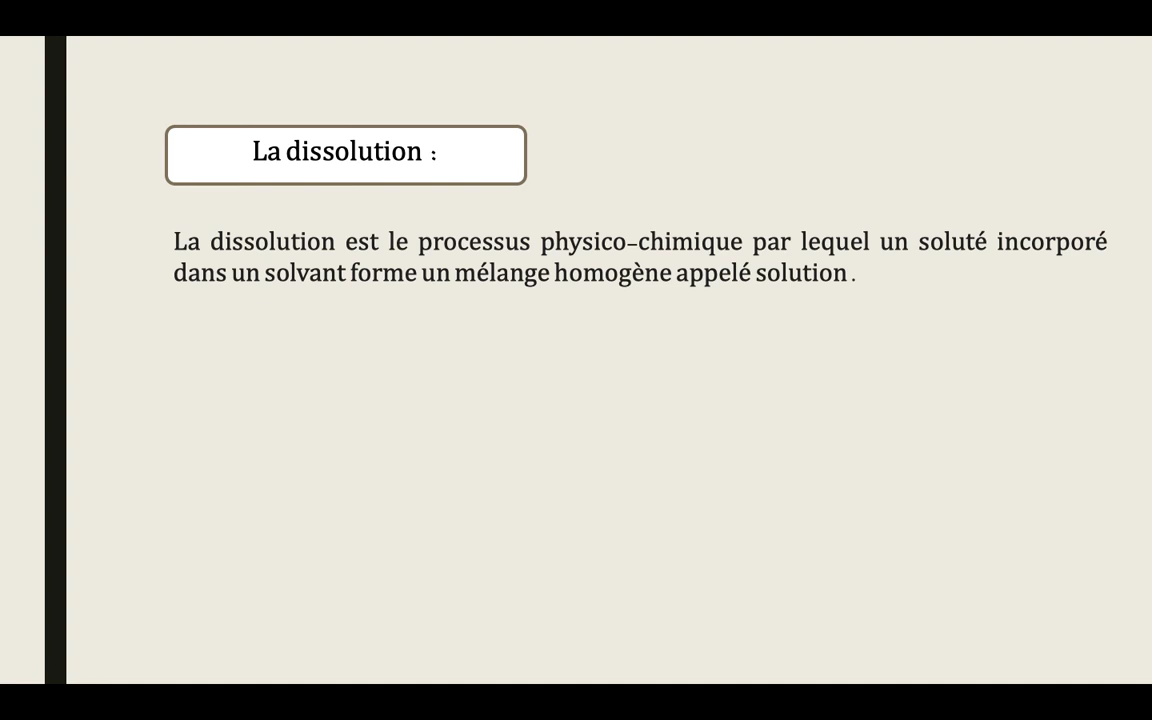 La dissolution :
La dissolution est le processus physico-chimique par lequel un soluté incorporé
dans un solvant forme un mélange homogène appelé solution .